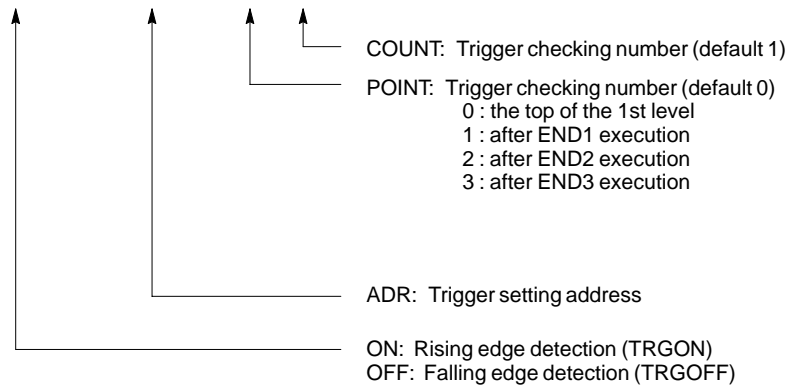 COUNT: Trigger checking number (default 1)
POINT: Trigger checking number (default 0)
0 : the top of the 1st level
1 : after END1 execution
2 : after END2 execution
3 : after END3 execution
ADR: Trigger setting address
ON: Rising edge detection (TRGON)
OFF: Falling edge detection (TRGOFF)